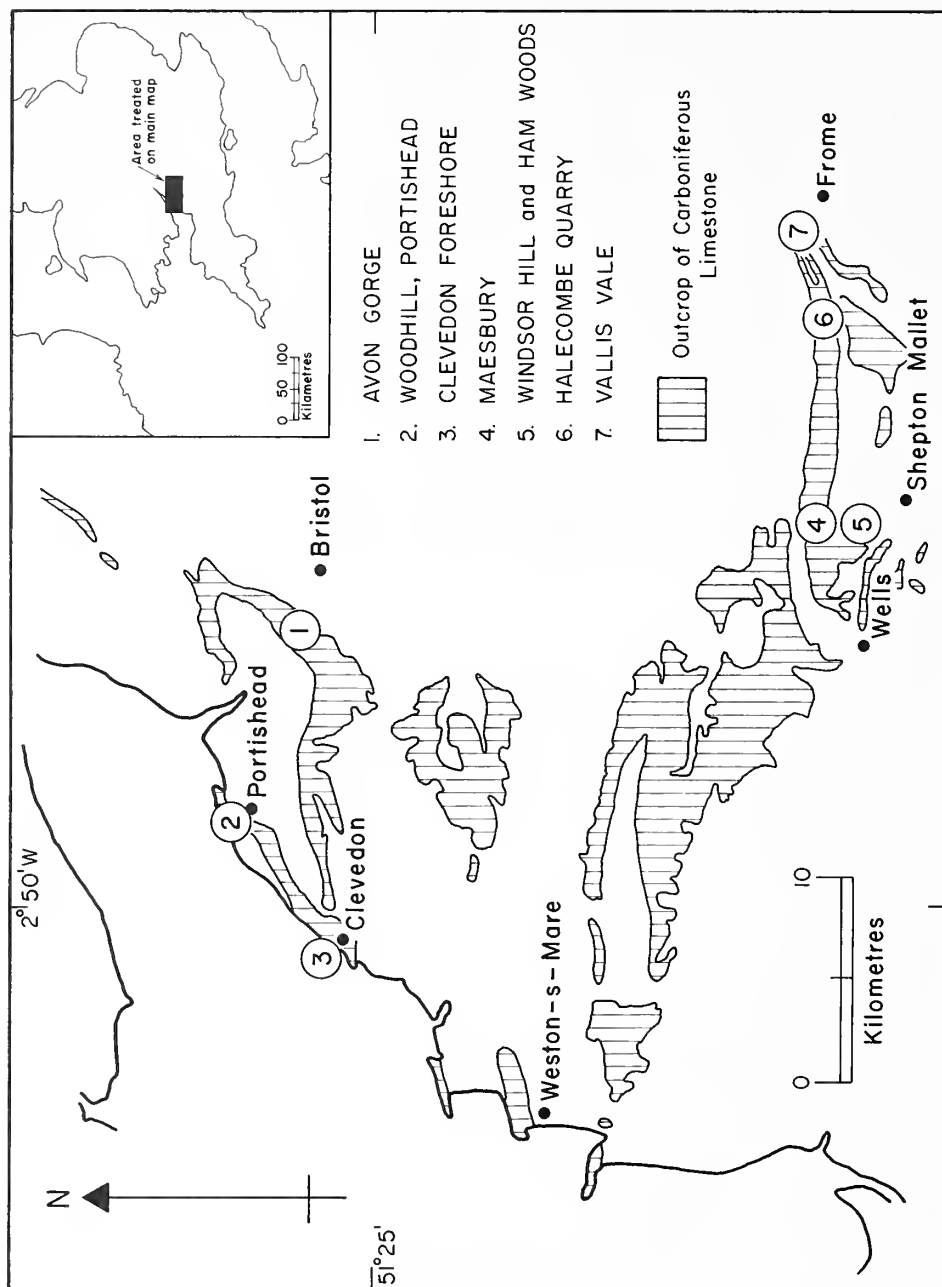 N
2°50'W
51°25'
Area treated
on main map
0 50 100
Kilometres
1. AVON GORGE
2. WOODHILL, PORTISHEAD
3. CLEVEDON FORESHORE
4. MAESBURY
5. WINDSOR HILL and HAM WOODS
6. HALECOMBE QUARRY
7. VALLIS VALE
Outcrop of Carboniferous
Limestone
2
Portishead
3
Clevedon
1
Bristol
Weston-s-Mare
4
5
Wells
6
7
Frome
Shepton Mallet
0 10
Kilometres